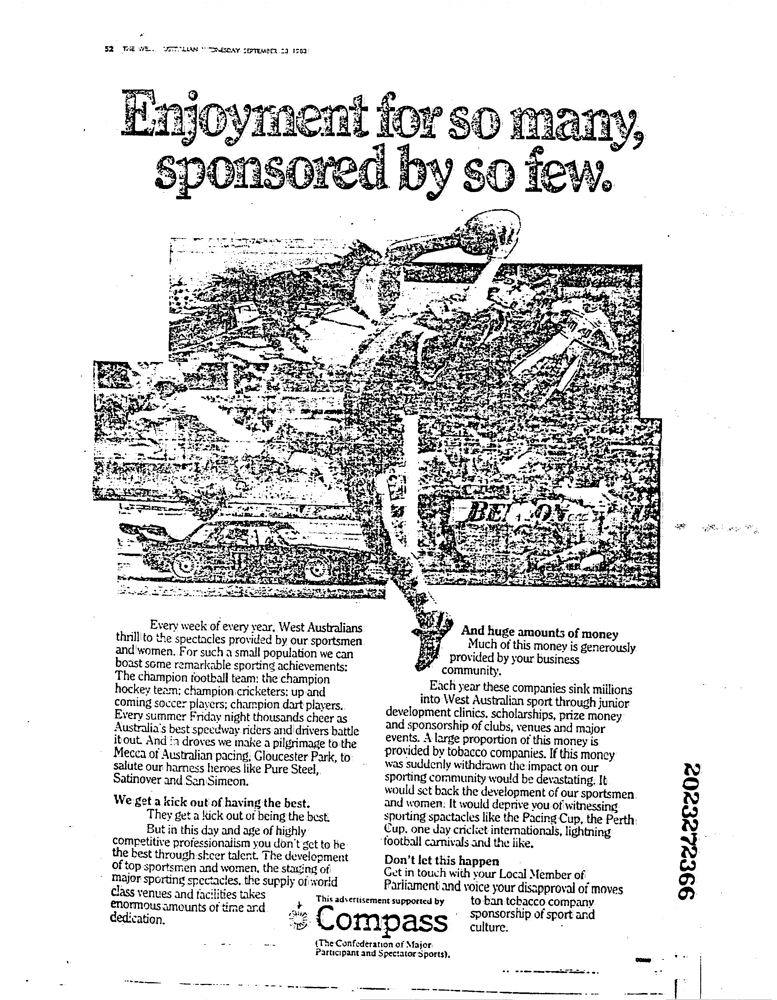 52 THE WEST AUSTRALIAN WEDNESDAY SEPTEMBER 1983
Enjoyment for so many,
sponsored by so few.
Every week of every year, West Australians
thrill to the spectacles provided by our sportsmen
and women. For such a small population we can
boast some remarkable sporting achievements:
The champion football team; the champion
hockey team; champion cricketers; up and
coming soccer players; champion dart players.
Every summer Friday night thousands cheer as
Australia's best speedway riders and drivers battle
it out. And in droves we make a pilgrimage to the
Mecca of Australian pacing, Gloucester Park, to
salute our harness heroes like Pure Steel,
Satinover and San Simeon.
We get a kick out of having the best.
They get a kick out of being the best.
But in this day and age of highly
competitive professionalism you don't get to be
the best through sheer talent. The development
of top sportsmen and women, the staging of
major sporting spectacles, the supply of world
class venues and facilities takes
enormous amounts of time and
dedication.
And huge amounts of money
Much of this money is generously
provided by your business
community.
Each year these companies sink millions
into West Australian sport through junior
development clinics, scholarships, prize money
and sponsorship of clubs, venues and major
events. A large proportion of this money is
provided by tobacco companies. If this money
was suddenly withdrawn the impact on our
sporting community would be devastating. It
would set back the development of our sportsmen
and women. It would deprive you of witnessing
sporting spactacles like the Pacing Cup, the Perth
Cup, one day cricket internationals, lightning
football carnivals and the like.
Don't let this happen
Get in touch with your Local Member of
Parliament and voice your disapproval of moves
to ban tobacco company
sponsorship of sport and
culture.
This advertisement supported by
Compass
(The Confederation of Major
Participant and Spectator Sports).
2023272366